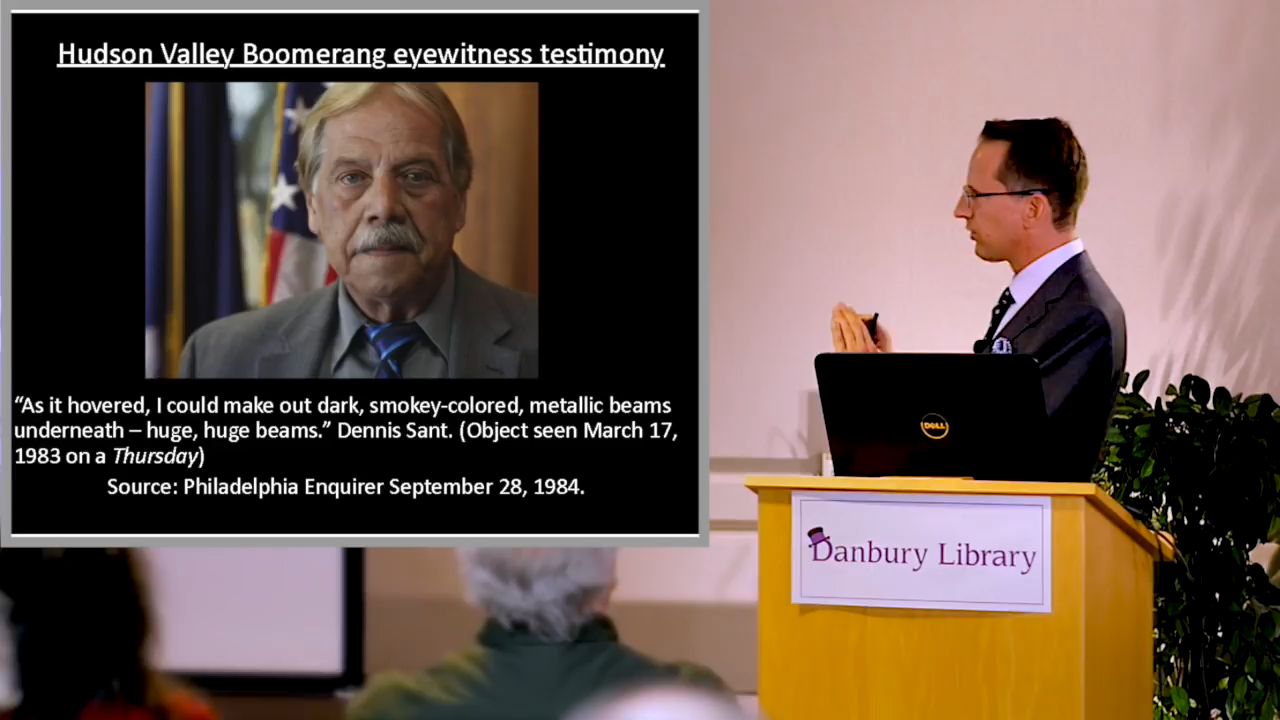 Hudson Valley Boomerang eyewitness testimony
“As it hovered, I could make out dark, smokey-colored, metallic beams
underneath – huge, huge beams.” Dennis Sant. (Object seen March 17,
1983 on a Thursday)
Source: Philadelphia Enquirer September 28, 1984.
DELL
Danbury Library